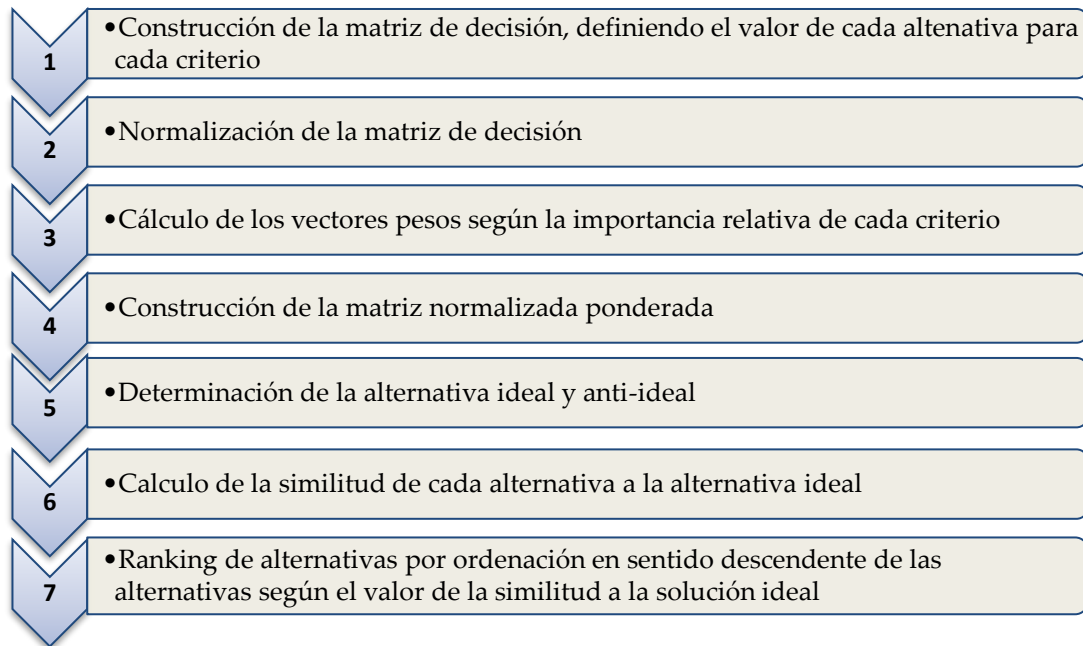 1
•Construcción de la matriz de decisión, definiendo el valor de cada altenativa para
cada criterio
2
•Normalización de la matriz de decisión
3
•Cálculo de los vectores pesos según la importancia relativa de cada criterio
4
•Construcción de la matriz normalizada ponderada
5
•Determinación de la alternativa ideal y anti-ideal
6
•Calculo de la similitud de cada alternativa a la alternativa ideal
7
•Ranking de alternativas por ordenación en sentido descendente de las
alternativas según el valor de la similitud a la solución ideal